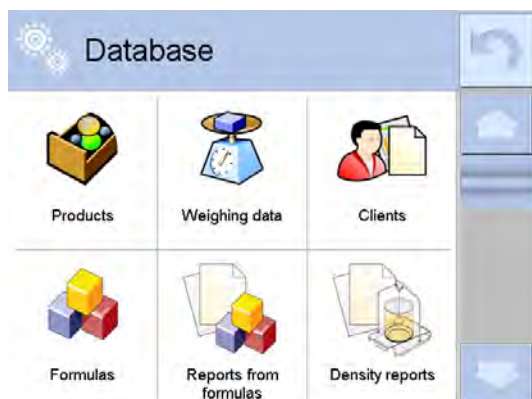 Database
Products
Weighing data
Clients
Formulas
Reports from
formulas
Density reports